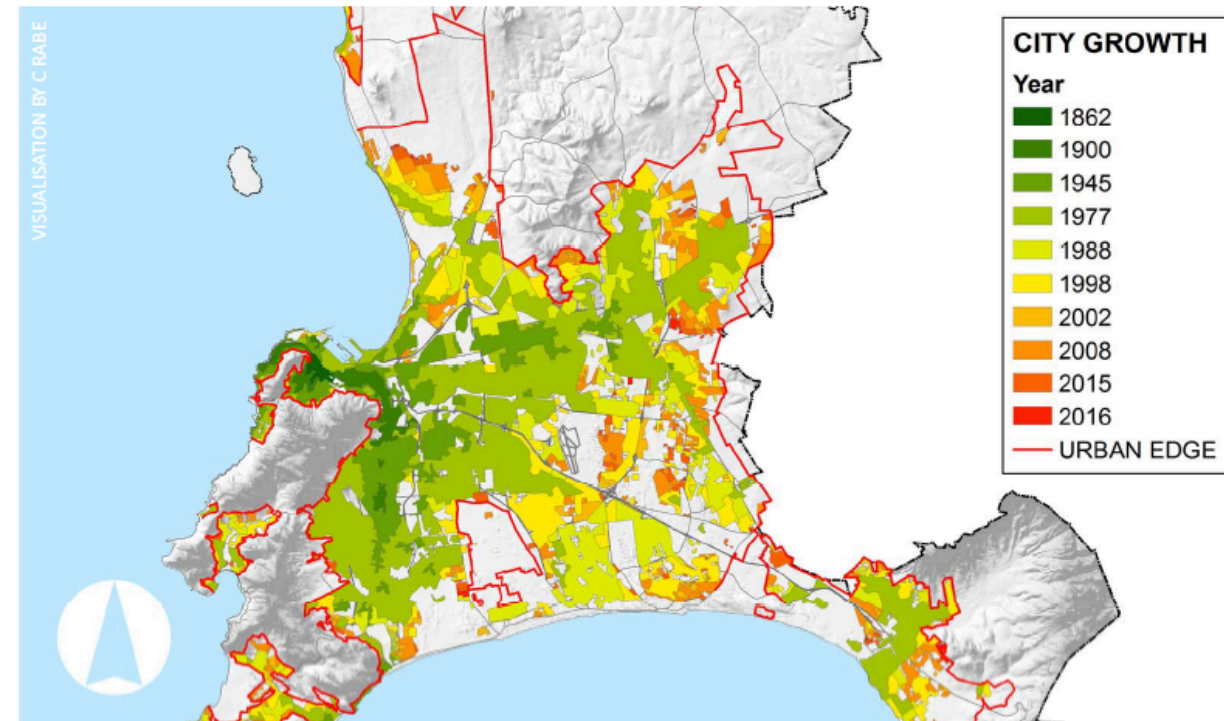 VISUALISATION BY C RABE
CITY GROWTH
Year
1862
1900
1945
1977
1988
1998
2002
2008
2015
2016
URBAN EDGE